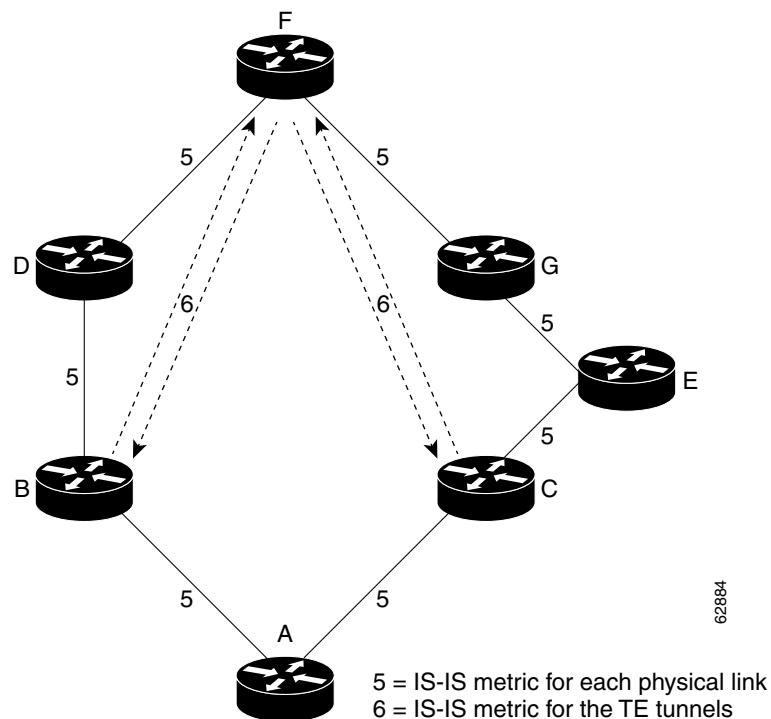 F
5
5
D
G
6
6
5
5
E
5
B
C
5
5
A
62884
5 = IS-IS metric for each physical link
6 = IS-IS metric for the TE tunnels